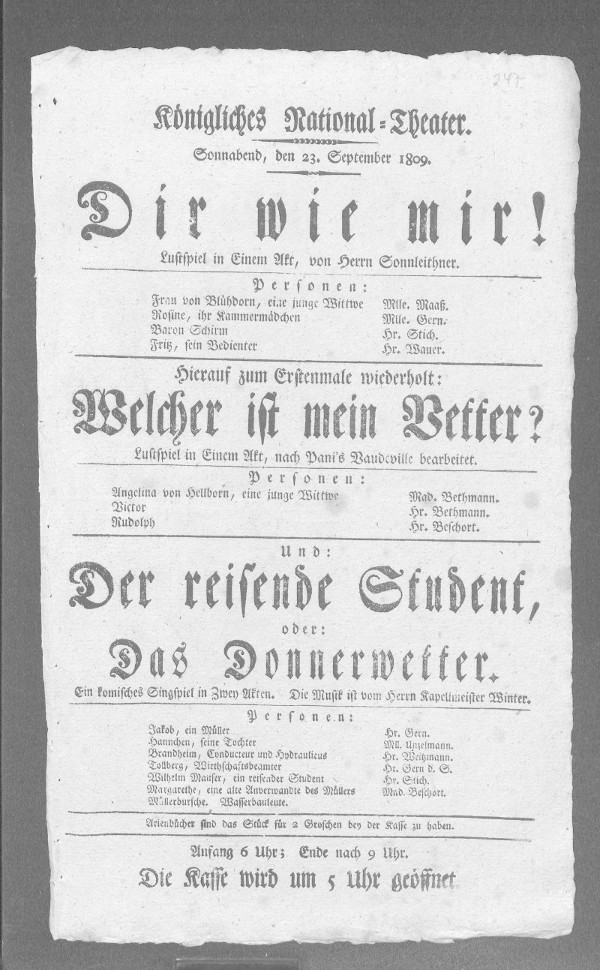 247
Königliches National-Theater.
Sonnabend, den 23. September 1809.
Dir wie mir!
Lustspiel in Einem Akt, von Herrn Sonnleithner.
Personen:
Frau von Blühdorn, eine junge Wittwe Mlle. Maaß.
Rosine, ihr Kammermädchen Mlle. Gern.
Baron Schirm Hr. Stich.
Fritz, sein Bedienter Hr. Wauer.
Hierauf zum Erstenmale wiederholt:
Welcher ist mein Vetter?
Lustspiel in Einem Akt, nach Pani's Vaudeville bearbeitet.
Personen:
Angelina von Hellborn, eine junge Wittwe Mad. Bethmann.
Victor Hr. Bethmann.
Rudolph Hr. Beschort.
Und:
Der reisende Student,
oder:
Das Donnerwetter.
Ein komisches Singspiel in Zwey Akten. Die Musik ist vom Herrn Kapellmeister Winter.
Personen:
Jakob, ein Müller Hr. Gern.
Hannchen, seine Tochter Mll. Unzelmann.
Brandheim, Conducteur und Hydraulicus Hr. Weitzmann.
Tollberg, Wirthschaftsbeamter Hr. Gern d. S.
Wilhelm Mauser, ein reisender Student Hr. Stich.
Margarethe, eine alte Anverwandte des Müllers Mad. Beschort.
Müllerbursche. Wasserbauleute.
Arienbücher sind das Stück für 2 Groschen bey der Kasse zu haben.
Anfang 6 Uhr; Ende nach 9 Uhr.
Die Kasse wird um 5 Uhr geöffnet